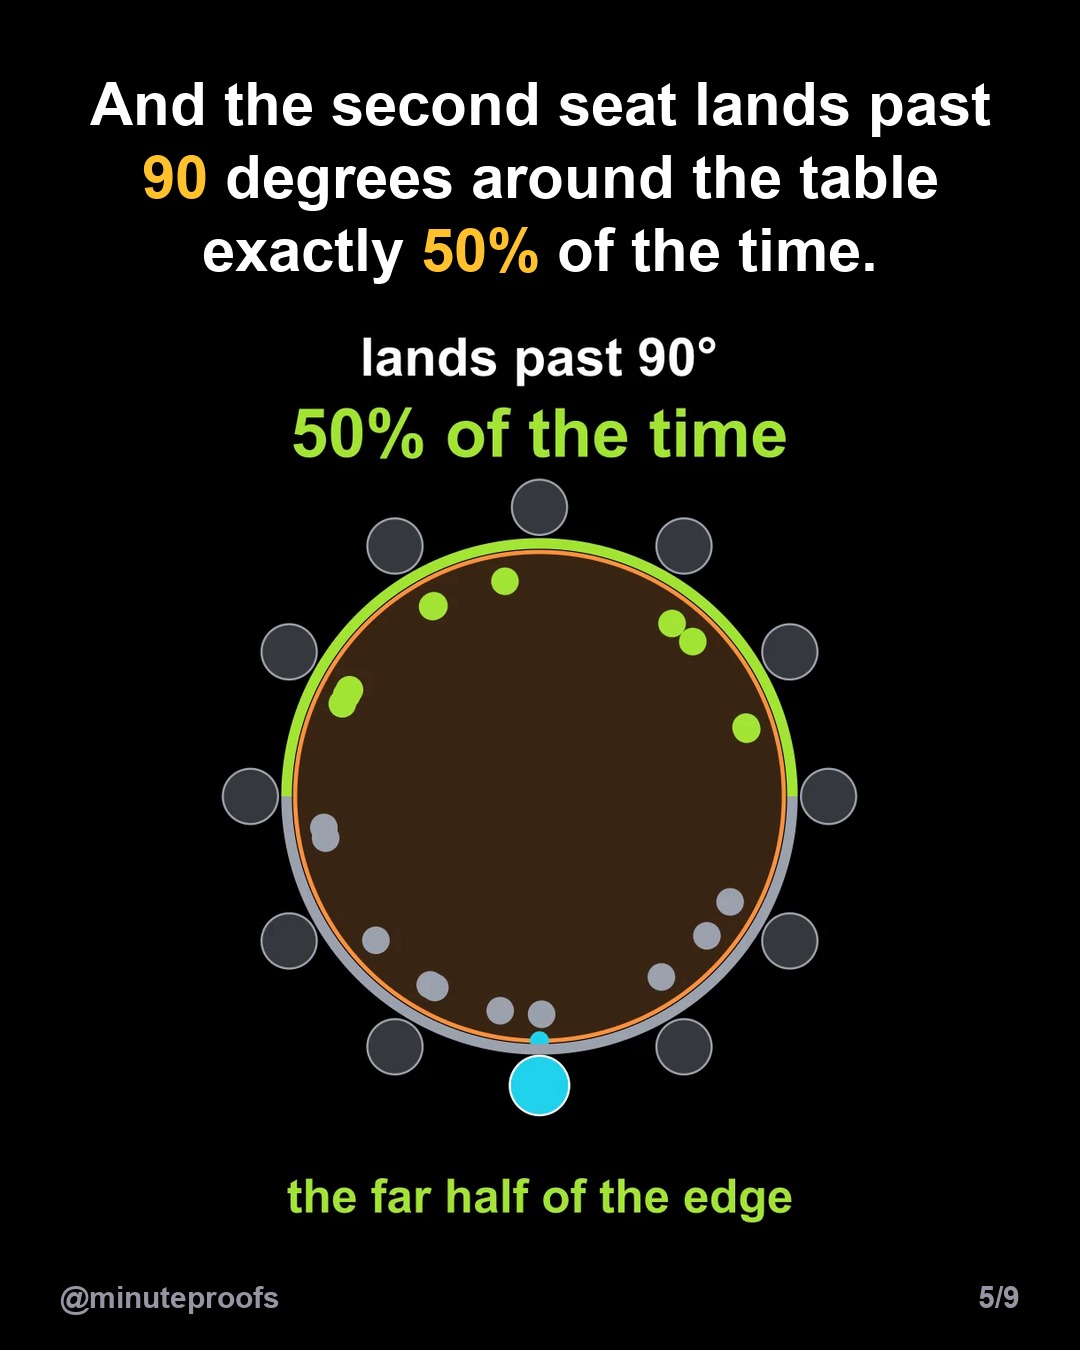 And the second seat lands past
90 degrees around the table
exactly 50% of the time.
lands past 90°
50% of the time
the far half of the edge
@minuteproofs
5/9